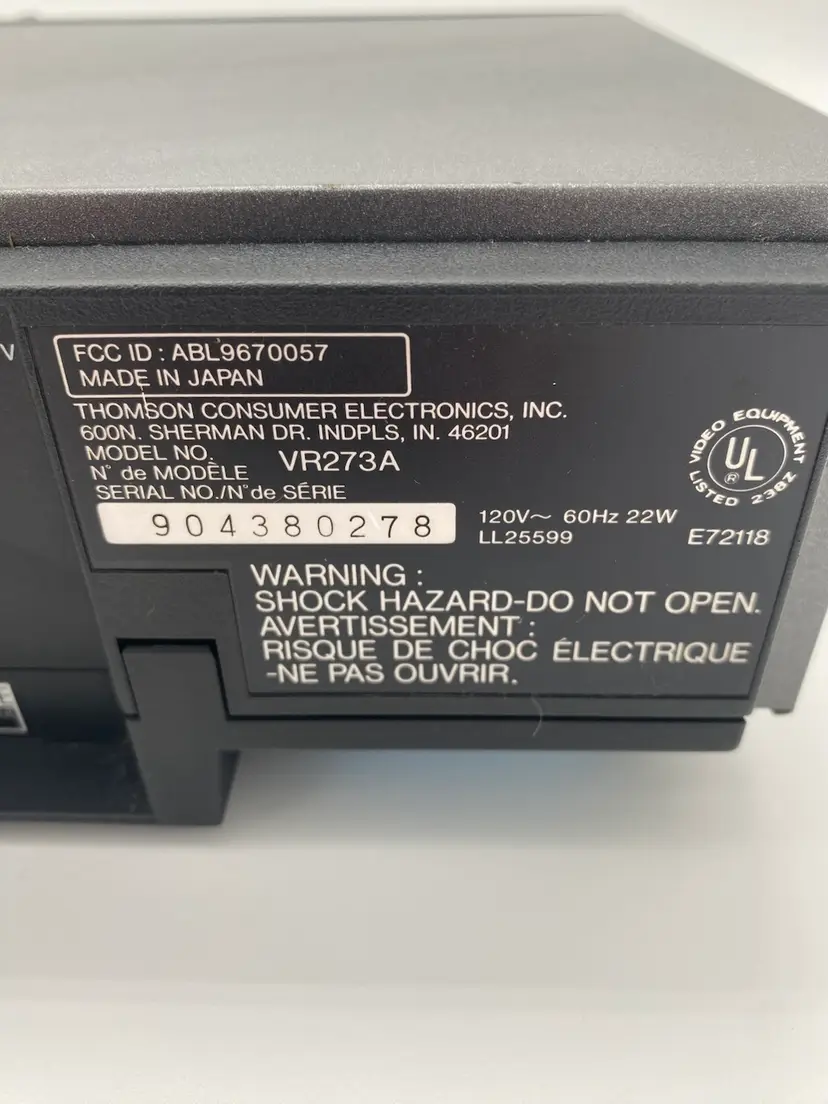 V
FCC ID : ABL9670057
MADE IN JAPAN
THOMSON CONSUMER ELECTRONICS, INC.
600N. SHERMAN DR. INDPLS, IN. 46201
MODEL NO.
N° de MODÈLE VR273A
SERIAL NO./N° de SÉRIE
904380278
120V~ 60Hz 22W
LL25599
VIDEO EQUIPMENT
UL
®
LISTED 238Z
E72118
WARNING :
SHOCK HAZARD-DO NOT OPEN.
AVERTISSEMENT :
RISQUE DE CHOC ÉLECTRIQUE
-NE PAS OUVRIR.